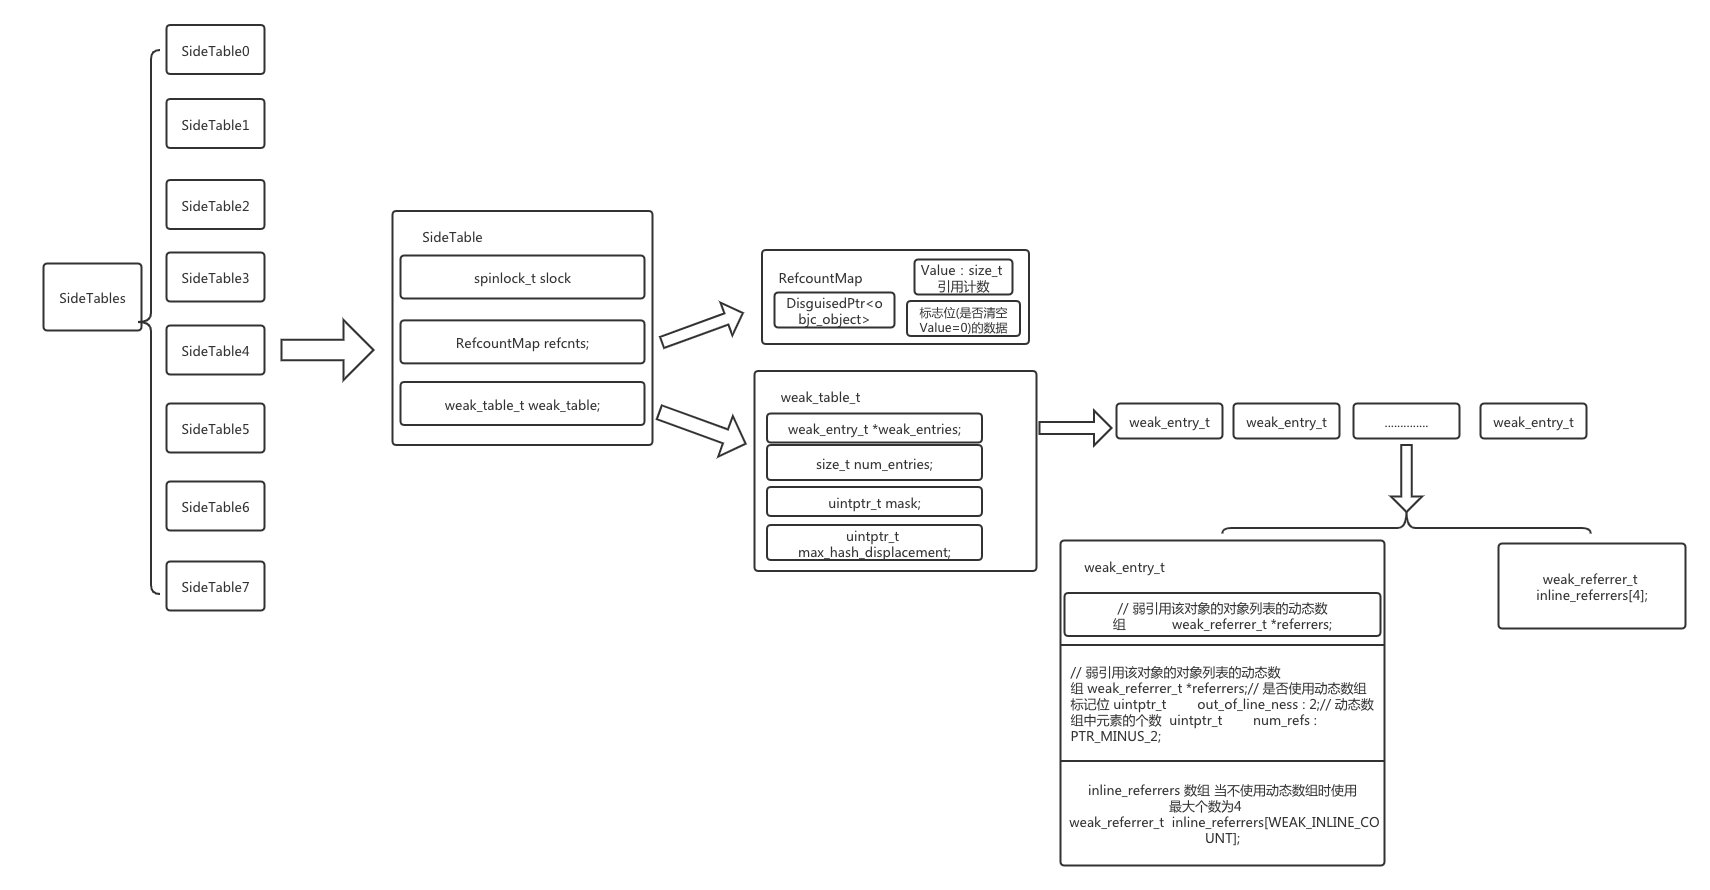 SideTables
SideTable0
SideTable1
SideTable2
SideTable3
SideTable4
SideTable5
SideTable6
SideTable7
SideTable
spinlock_t slock
RefcountMap refcnts;
weak_table_t weak_table;
RefcountMap
DisguisedPtr<o
bjc_object>
Value : size_t
引用计数
标志位(是否清空
Value=0)的数据
weak_table_t
weak_entry_t *weak_entries;
size_t num_entries;
uintptr_t mask;
uintptr_t
max_hash_displacement;
weak_entry_t
weak_entry_t
..............
weak_entry_t
weak_entry_t
// 弱引用该对象的对象列表的动态数
组 weak_referrer_t *referrers;
// 弱引用该对象的对象列表的动态数
组 weak_referrer_t *referrers;// 是否使用动态数组
标记位 uintptr_t out_of_line_ness : 2;// 动态数
组中元素的个数 uintptr_t num_refs :
PTR_MINUS_2;
inline_referrers 数组 当不使用动态数组时使用
最大个数为4
weak_referrer_t inline_referrers[WEAK_INLINE_CO
UNT];
weak_referrer_t
inline_referrers[4];